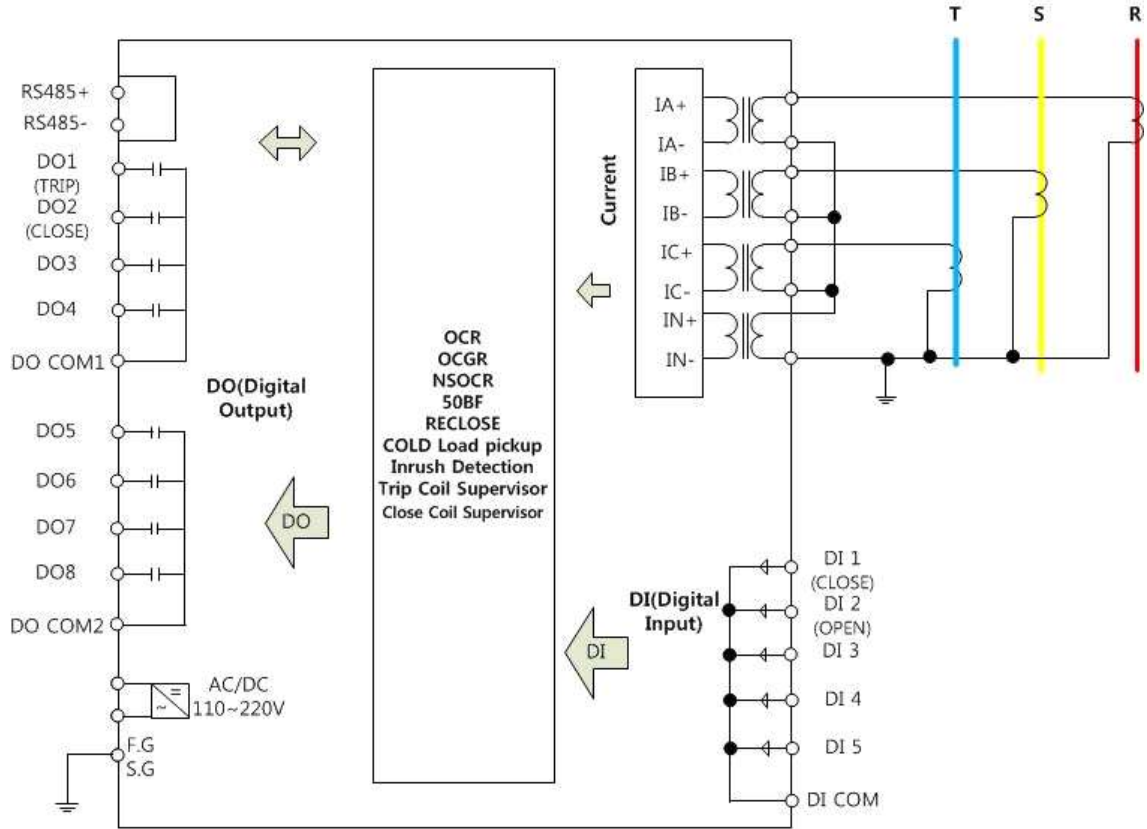 T S R
RS485+
RS485-
DO1
(TRIP)
DO2
(CLOSE)
DO3
DO4
DO COM1
DO(Digital
Output)
DO5
DO6
DO7
DO8
DO COM2
DO
AC/DC
110~220V
=
~
F.G
S.G
OCR
OCGR
NSOCR
50BF
RECLOSE
COLD Load pickup
Inrush Detection
Trip Coil Supervisor
Close Coil Supervisor
Current
IA+
IA-
IB+
IB-
IC+
IC-
IN+
IN-
DI(Digital
Input)
DI
DI 1
(CLOSE)
DI 2
(OPEN)
DI 3
DI 4
DI 5
DI COM